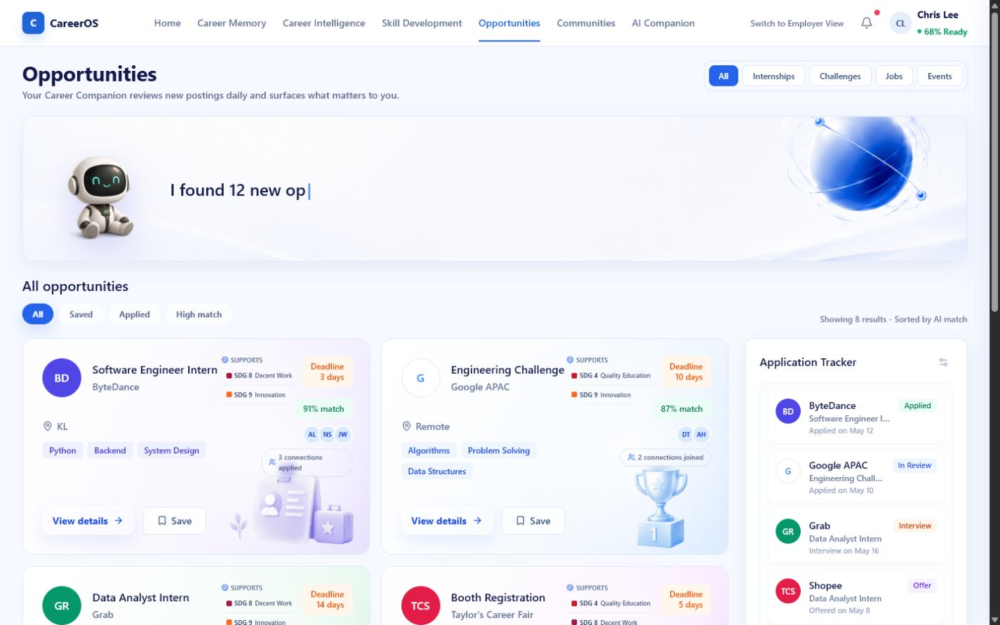 C CareerOS
Home
Career Memory
Career Intelligence
Skill Development
Opportunities
Communities
AI Companion
Switch to Employer View
CL
Chris Lee
68% Ready
Opportunities
Your Career Companion reviews new postings daily and surfaces what matters to you.
All
Internships
Challenges
Jobs
Events
I found 12 new op
All opportunities
All
Saved
Applied
High match
Showing 8 results - Sorted by AI match
BD
Software Engineer Intern
ByteDance
SUPPORTS
SDG 8 Decent Work
SDG 9 Innovation
Deadline
3 days
91% match
KL
AL NS JW
Python
Backend
System Design
3 connections
applied
View details
Save
G
Engineering Challenge
Google APAC
SUPPORTS
SDG 4 Quality Education
SDG 9 Innovation
Deadline
10 days
87% match
Remote
DT AH
Algorithms
Problem Solving
2 connections joined
Data Structures
1
View details
Save
GR
Data Analyst Intern
Grab
SUPPORTS
SDG 8 Decent Work
SDG 9 Innovation
Deadline
14 days
TCS
Booth Registration
Taylor's Career Fair
SUPPORTS
SDG 4 Quality Education
SDG 8 Decent Work
Deadline
5 days
Application Tracker
BD
ByteDance
Applied
Software Engineer I...
Applied on May 12
G
Google APAC
In Review
Engineering Chall...
Applied on May 10
GR
Grab
Interview
Data Analyst Intern
Interview on May 16
TCS
Shopee
Offer
Data Analyst Intern
Offered on May 8